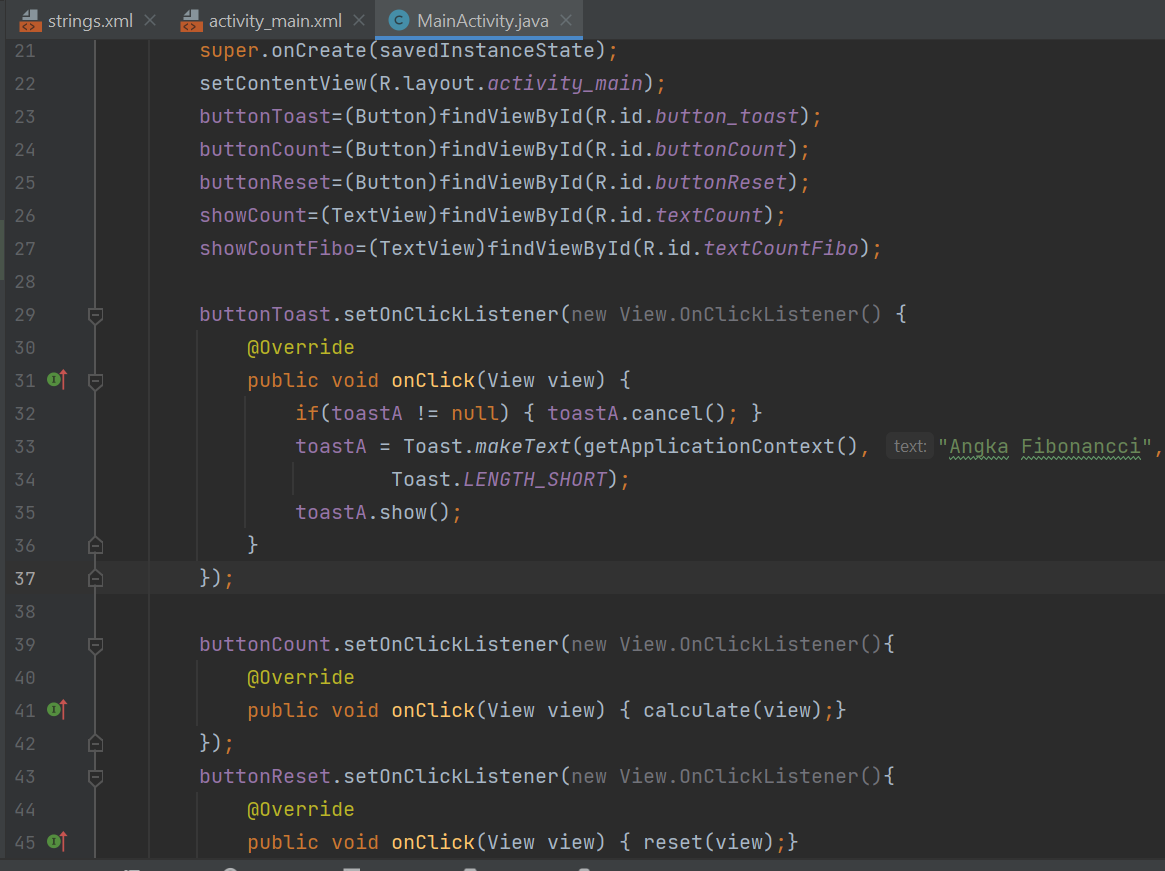 strings.xml activity_main.xml MainActivity.java
21 super.onCreate(savedInstanceState);
22 setContentView(R.layout.activity_main);
23 buttonToast=(Button)findViewById(R.id.button_toast);
24 buttonCount=(Button)findViewById(R.id.buttonCount);
25 buttonReset=(Button)findViewById(R.id.buttonReset);
26 showCount=(TextView)findViewById(R.id.textCount);
27 showCountFibo=(TextView)findViewById(R.id.textCountFibo);
28
29 buttonToast.setOnClickListener(new View.OnClickListener() {
30 @Override
31 public void onClick(View view) {
32 if(toastA != null) { toastA.cancel(); }
33 toastA = Toast.makeText(getApplicationContext(), text: "Angka Fibonancci",
34 Toast.LENGTH_SHORT);
35 toastA.show();
36 }
37 });
38
39 buttonCount.setOnClickListener(new View.OnClickListener(){
40 @Override
41 public void onClick(View view) { calculate(view);}
42 });
43 buttonReset.setOnClickListener(new View.OnClickListener(){
44 @Override
45 public void onClick(View view) { reset(view);}